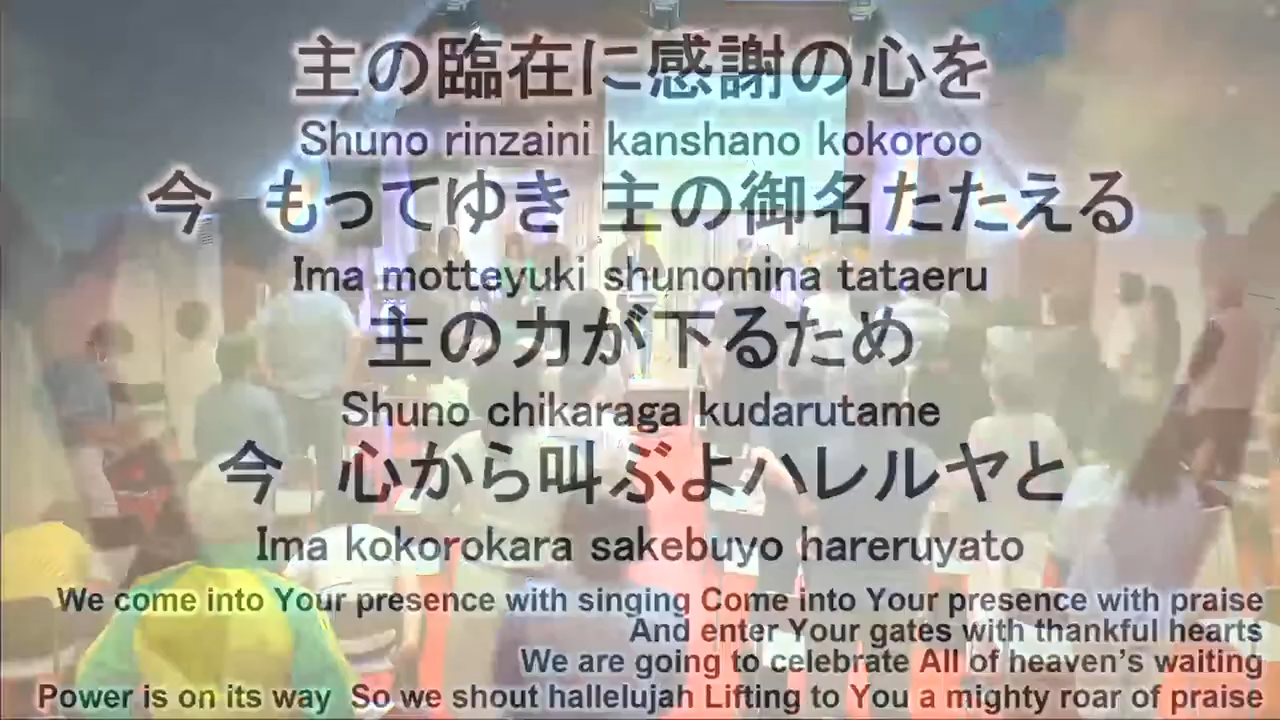 主の臨在に感謝の心を
Shuno rinzaini kanshano kokoroo
今 もってゆき 主の御名たたえる
Ima motteyuki shunomina tataeru
主の力が下るため
Shuno chikaraga kudarutame
今 心から叫ぶよハレルヤと
Ima kokorokara sakebuyo hareruyato
We come into Your presence with singing Come into Your presence with praise
And enter Your gates with thankful hearts
We are going to celebrate All of heaven's waiting
Power is on its way So we shout hallelujah Lifting to You a mighty roar of praise